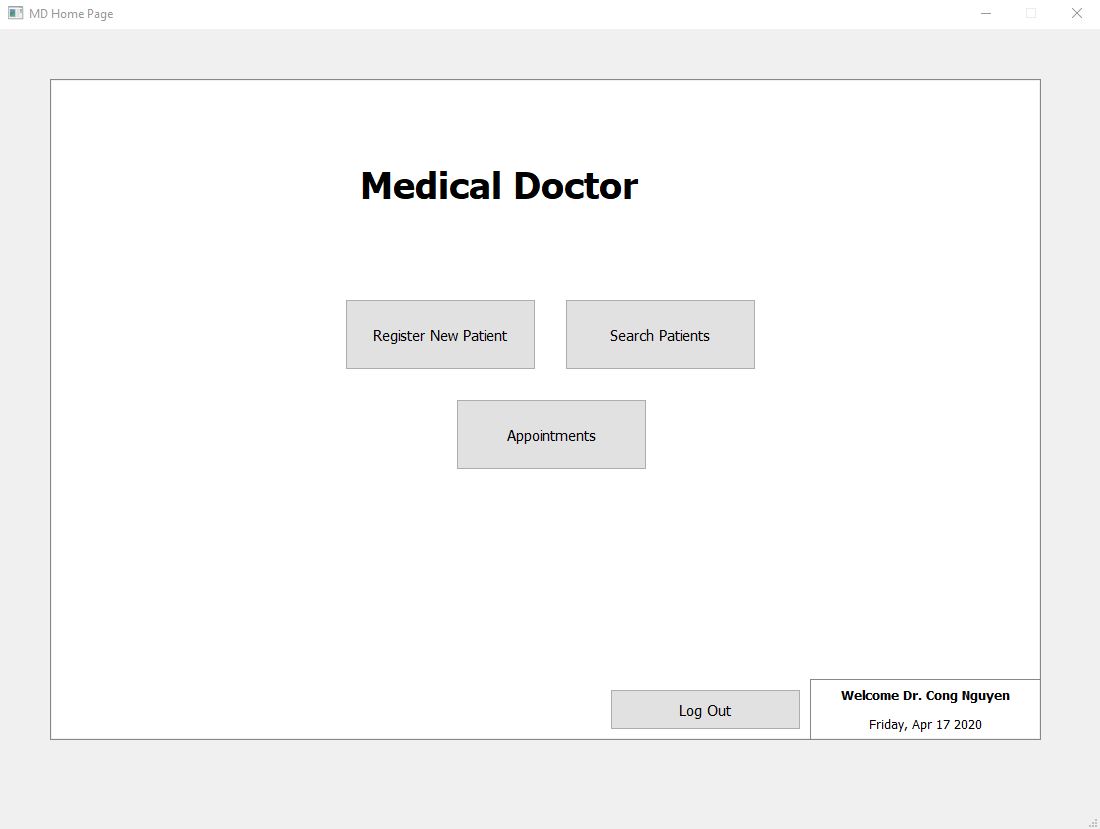 MD Home Page
Medical Doctor
Register New Patient
Search Patients
Appointments
Log Out
Welcome Dr. Cong Nguyen
Friday, Apr 17 2020